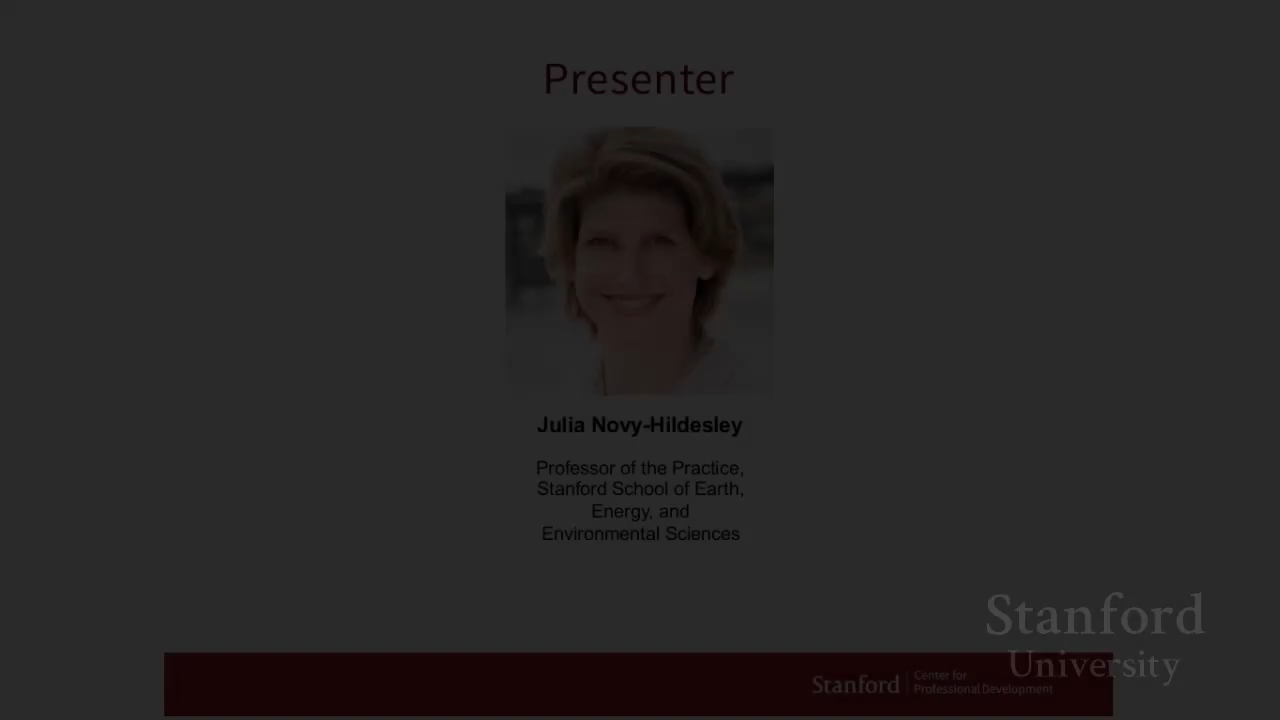 Presenter
Julia Novy-Hildesley
Professor of the Practice,
Stanford School of Earth,
Energy, and
Environmental Sciences
Stanford
University
Stanford
Center for
Professional Development